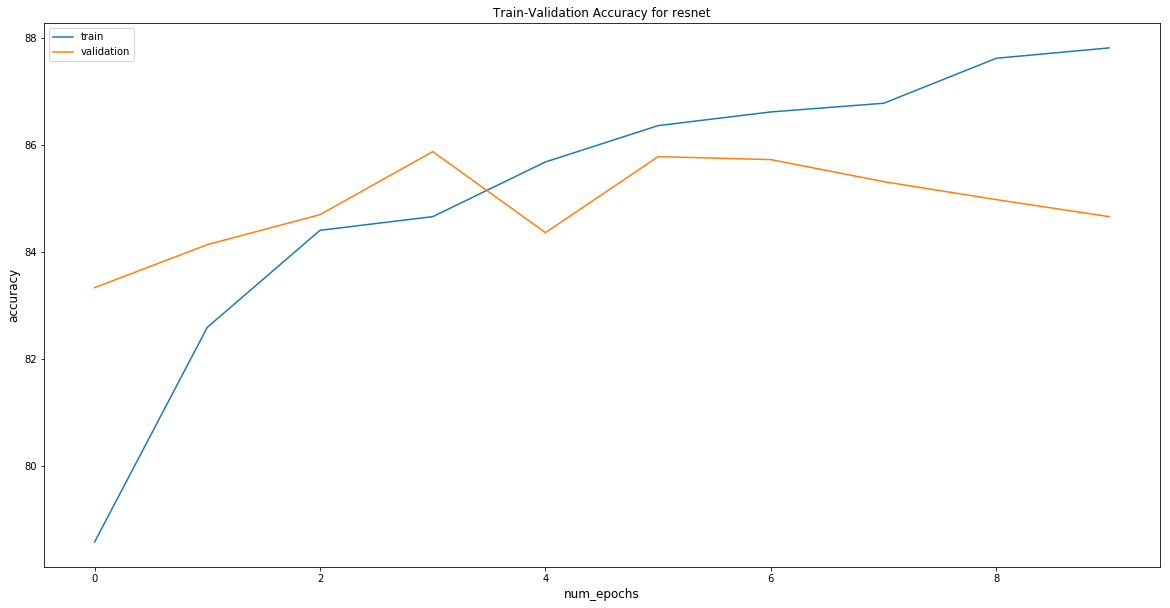 Train-Validation Accuracy for resnet
train
validation
88
86
84
82
80
accuracy
0 2 4 6 8
num_epochs